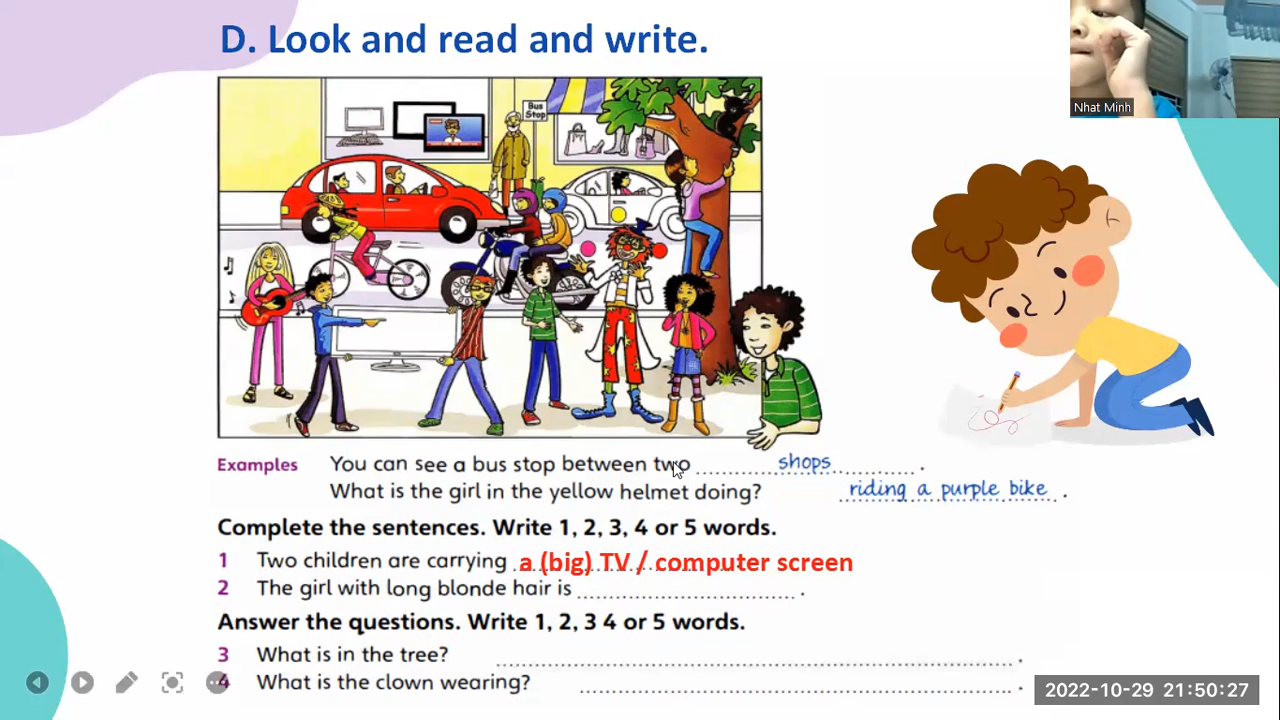 D. Look and read and write.
Nhat Minh
Bus
Stop
Examples You can see a bus stop between two shops.
What is the girl in the yellow helmet doing? riding a purple bike.
Complete the sentences. Write 1, 2, 3, 4 or 5 words.
1 Two children are carrying a (big) TV / computer screen
2 The girl with long blonde hair is .
Answer the questions. Write 1, 2, 3 4 or 5 words.
3 What is in the tree? .
4 What is the clown wearing? .
2022-10-29 21:50:27